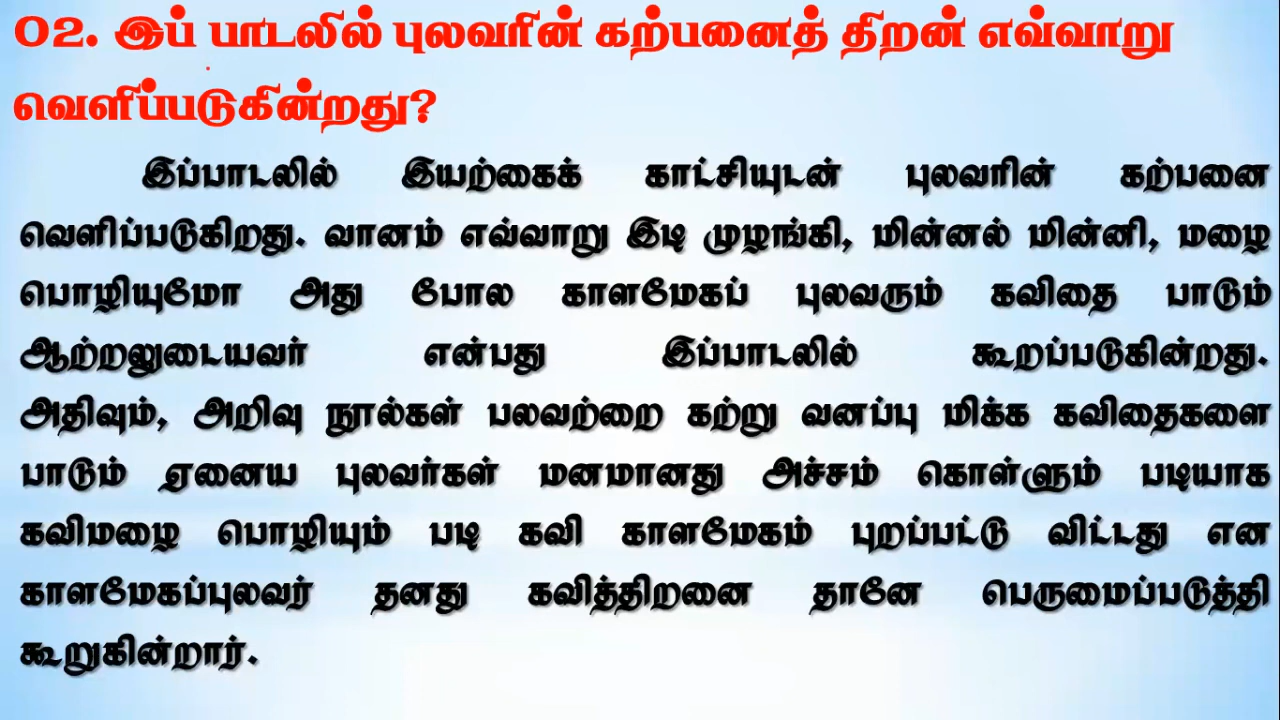 02. இப் பாடலில் புலவரின் கற்பனைத் திறன் எவ்வாறு
வெளிப்படுகின்றது?
இப்பாடலில் இயற்கைக் காட்சியுடன் புலவரின் கற்பனை
வெளிப்படுகிறது. வானம் எவ்வாறு இடி முழங்கி, மின்னல் மின்னி, மழை
பொழியுமோ அது போல காளமேகப் புலவரும் கவிதை பாடும்
ஆற்றலுடையவர் என்பது இப்பாடலில் கூறப்படுகின்றது.
அதிவும், அறிவு நூல்கள் பலவற்றை கற்று வனப்பு மிக்க கவிதைகளை
பாடும் ஏனைய புலவர்கள் மனமானது அச்சம் கொள்ளும் படியாக
கவிமழை பொழியும் படி கவி காளமேகம் புறப்பட்டு விட்டது என
காளமேகப்புலவர் தனது கவித்திறனை தானே பெருமைப்படுத்தி
கூறுகின்றார்.